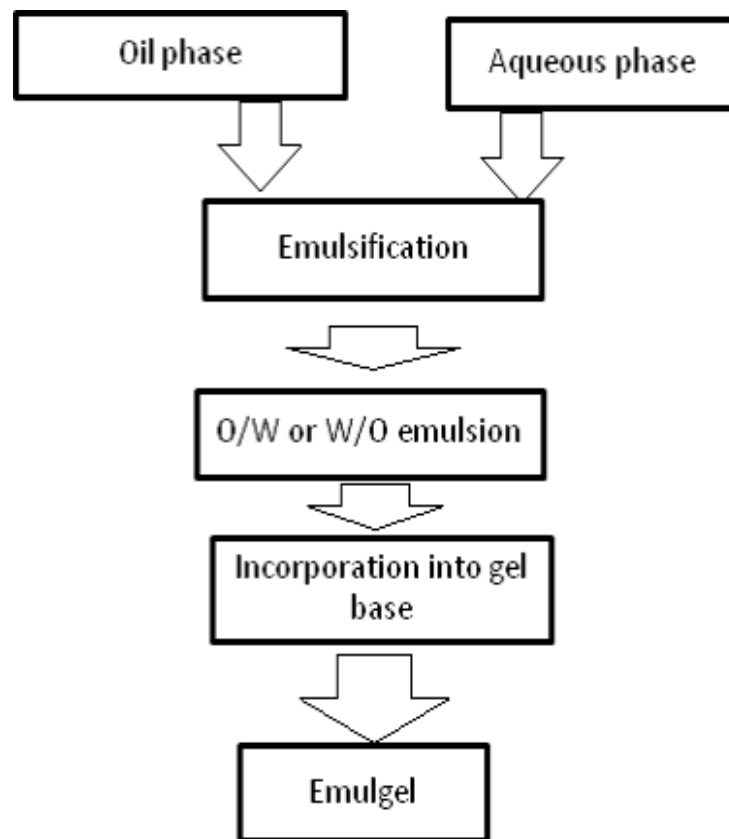 Oil phase
Aqueous phase
Emulsification
O/W or W/O emulsion
Incorporation into gel
base
Emulgel